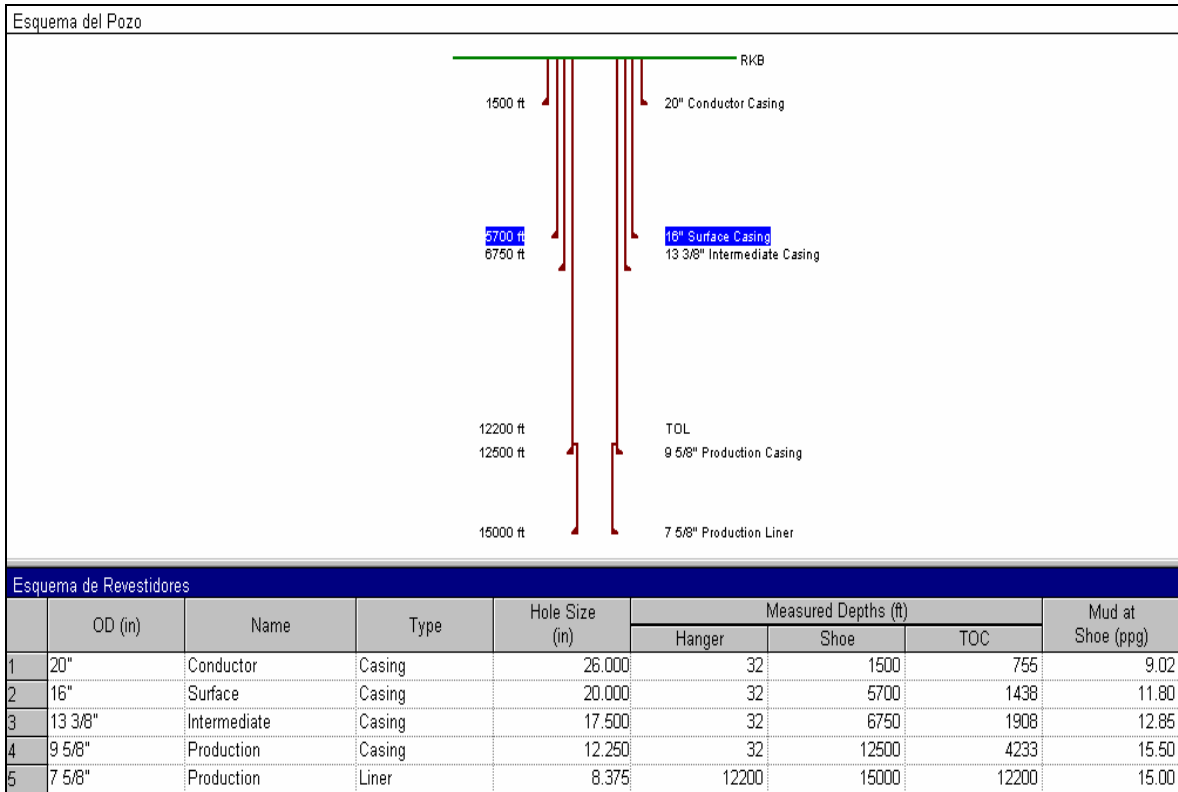 Esquema del Pozo
RKB
1500 ft 20" Conductor Casing
5700 ft 16" Surface Casing
6750 ft 13 3/8" Intermediate Casing
12200 ft TOL
12500 ft 9 5/8" Production Casing
15000 ft 7 5/8" Production Liner
Esquema de Revestidores
OD (in) Name Type Hole Size (in) Measured Depths (ft) Mud at Shoe (ppg)
Hanger Shoe TOC
1 20" Conductor Casing 26.000 32 1500 755 9.02
2 16" Surface Casing 20.000 32 5700 1438 11.80
3 13 3/8" Intermediate Casing 17.500 32 6750 1908 12.85
4 9 5/8" Production Casing 12.250 32 12500 4233 15.50
5 7 5/8" Production Liner 8.375 12200 15000 12200 15.00